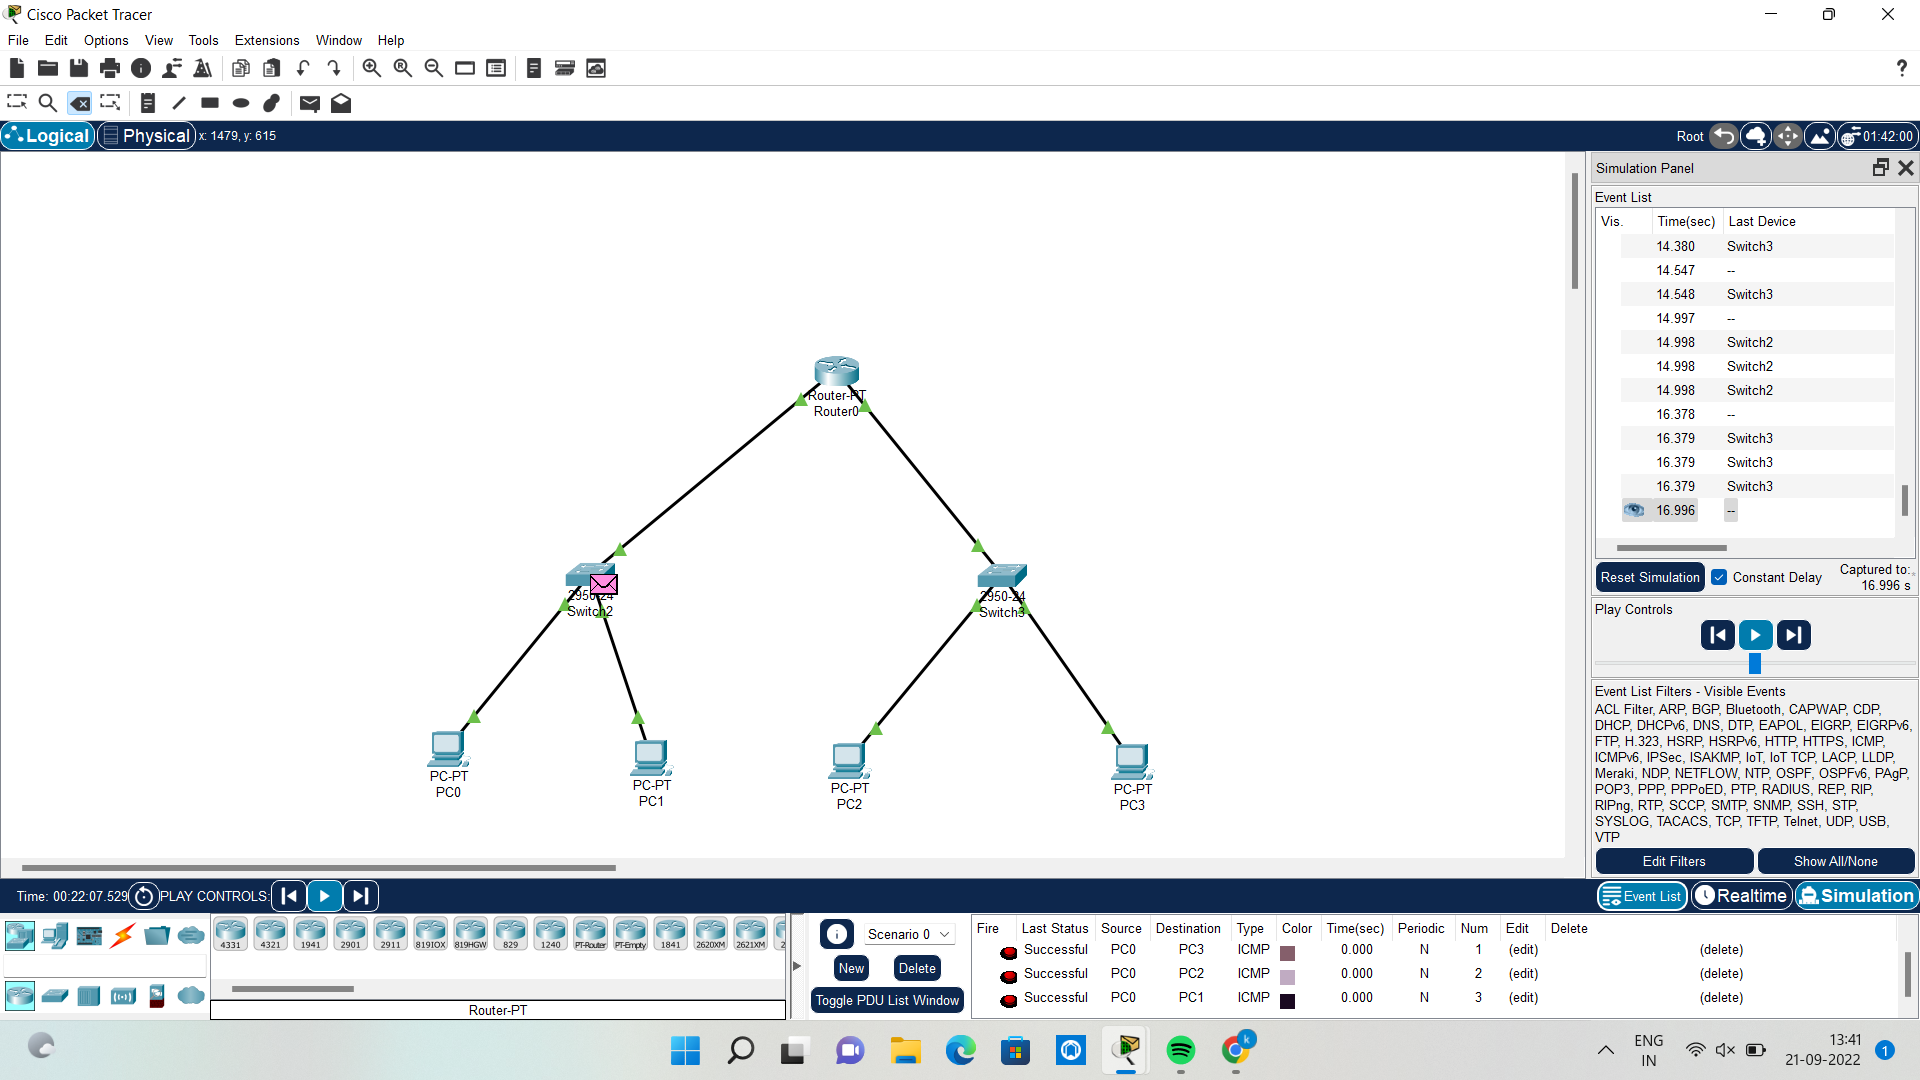 Cisco Packet Tracer
File Edit Options View Tools Extensions Window Help
?
Logical Physical x: 1479, y: 615 Root 01:42:00
Simulation Panel
Event List
Vis. Time(sec) Last Device
14.380 Switch3
14.547 --
14.548 Switch3
14.997 --
14.998 Switch2
14.998 Switch2
14.998 Switch2
16.378 --
16.379 Switch3
16.379 Switch3
16.379 Switch3
16.996 --
Reset Simulation Constant Delay Captured to:
16.996 s
Play Controls
Event List Filters - Visible Events
ACL Filter, ARP, BGP, Bluetooth, CAPWAP, CDP,
DHCP, DHCPv6, DNS, DTP, EAPOL, EIGRP, EIGRPv6,
FTP, H.323, HSRP, HSRPv6, HTTP, HTTPS, ICMP,
ICMPv6, IPSec, ISAKMP, IoT, IoT TCP, LACP, LLDP,
Meraki, NDP, NETFLOW, NTP, OSPF, OSPFv6, PAgP,
POP3, PPP, PPPoED, PTP, RADIUS, REP, RIP,
RIPng, RTP, SCCP, SMTP, SNMP, SSH, STP,
SYSLOG, TACACS, TCP, TFTP, Telnet, UDP, USB,
VTP
Edit Filters Show All/None
Router-PT
Router0
2950-24
Switch2
2950-24
Switch3
PC-PT
PC0
PC-PT
PC1
PC-PT
PC2
PC-PT
PC3
Time: 00:22:07.529 PLAY CONTROLS: Event List Realtime Simulation
4331 4321 1941 2901 2911 819IOX 819HGW 829 1240 PT-Router PT-Empty 1841 2620XM 2621XM 2
Router-PT
Scenario 0
New Delete
Toggle PDU List Window
Fire Last Status Source Destination Type Color Time(sec) Periodic Num Edit Delete
Successful PC0 PC3 ICMP 0.000 N 1 (edit) (delete)
Successful PC0 PC2 ICMP 0.000 N 2 (edit) (delete)
Successful PC0 PC1 ICMP 0.000 N 3 (edit) (delete)
k
ENG
IN
13:41
21-09-2022
1